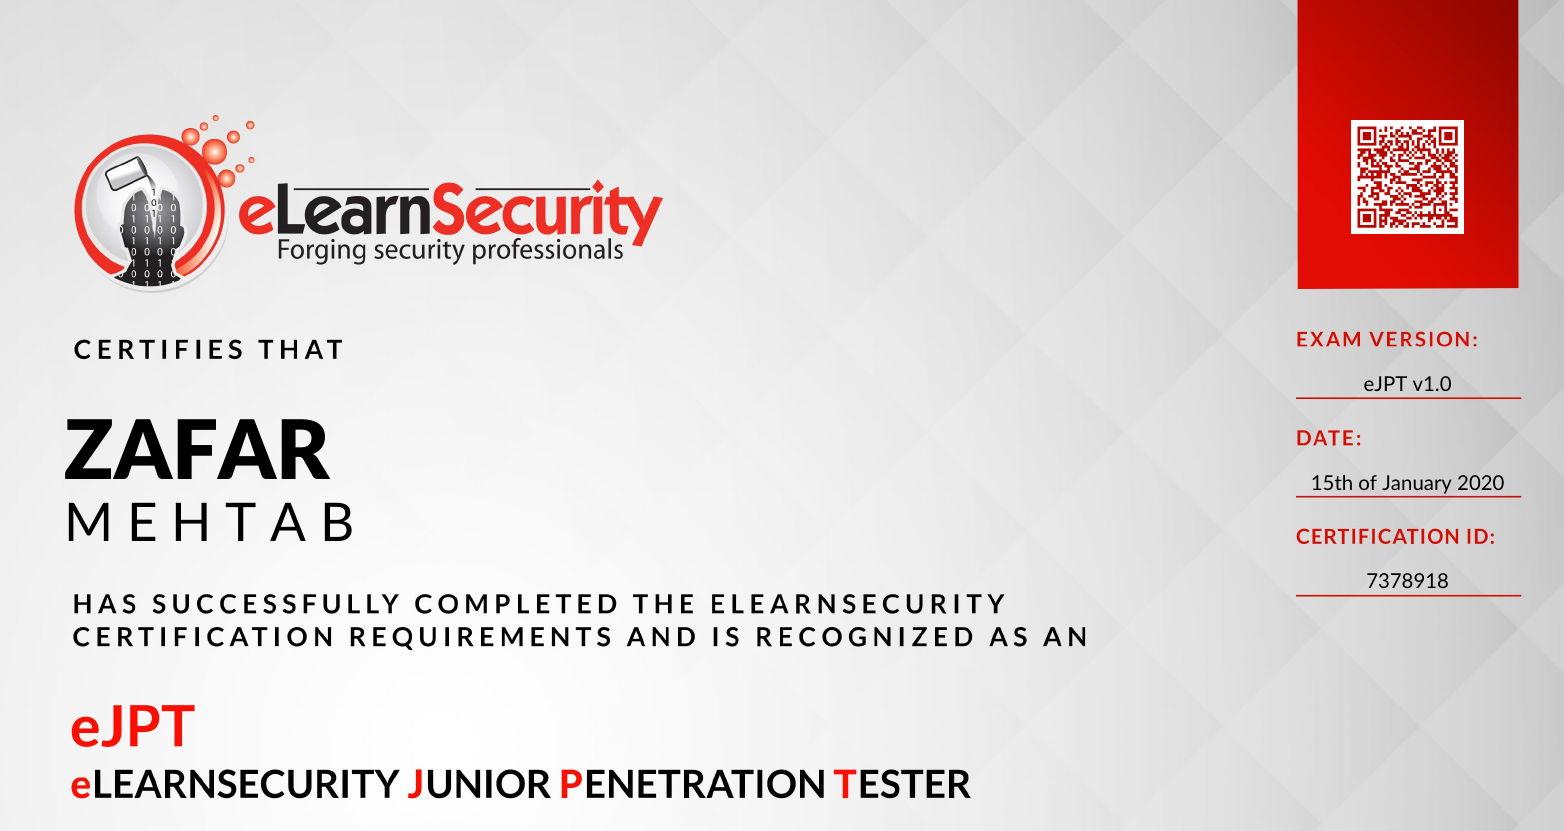 eLearnSecurity
Forging security professionals
CERTIFIES THAT
ZAFAR
MEHTAB
HAS SUCCESSFULLY COMPLETED THE ELEARNSECURITY
CERTIFICATION REQUIREMENTS AND IS RECOGNIZED AS AN
eJPT
eLEARNSECURITY JUNIOR PENETRATION TESTER
EXAM VERSION:
eJPT v1.0
DATE:
15th of January 2020
CERTIFICATION ID:
7378918